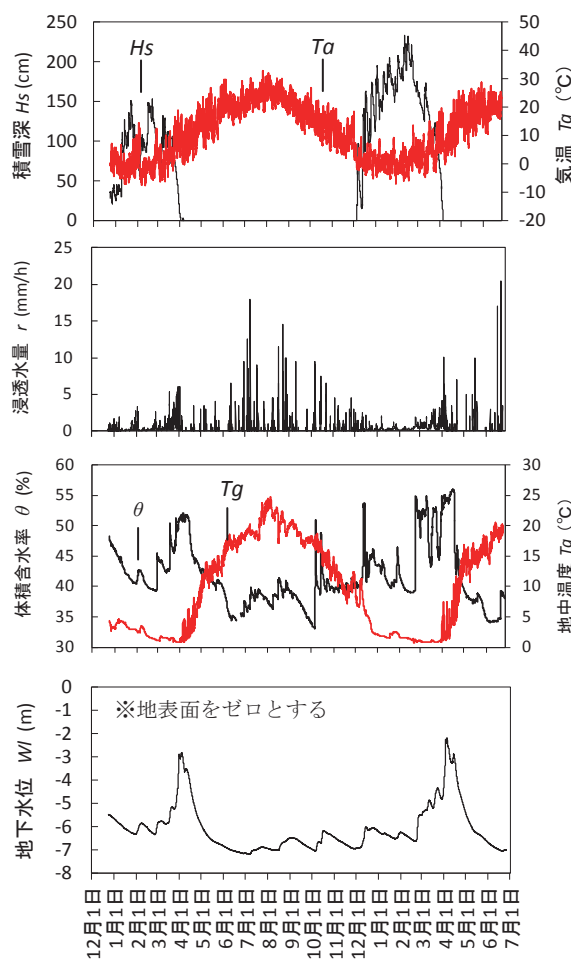 250
200
150
100
50
0
積雪深 Hs (cm)
Hs
Ta
50
40
30
20
10
0
-10
-20
気温 Ta (℃)
25
20
15
10
5
0
浸透水量 r (mm/h)
60
55
50
45
40
35
30
体積含水率 θ (%)
θ
Tg
30
25
20
15
10
5
0
地中温度 Tg (℃)
0
-1
-2
-3
-4
-5
-6
-7
-8
地下水位 Wl (m)
※地表面をゼロとする
12月1日
1月1日
2月1日
3月1日
4月1日
5月1日
6月1日
7月1日
8月1日
9月1日
10月1日
11月1日
12月1日
1月1日
2月1日
3月1日
4月1日
5月1日
6月1日
7月1日